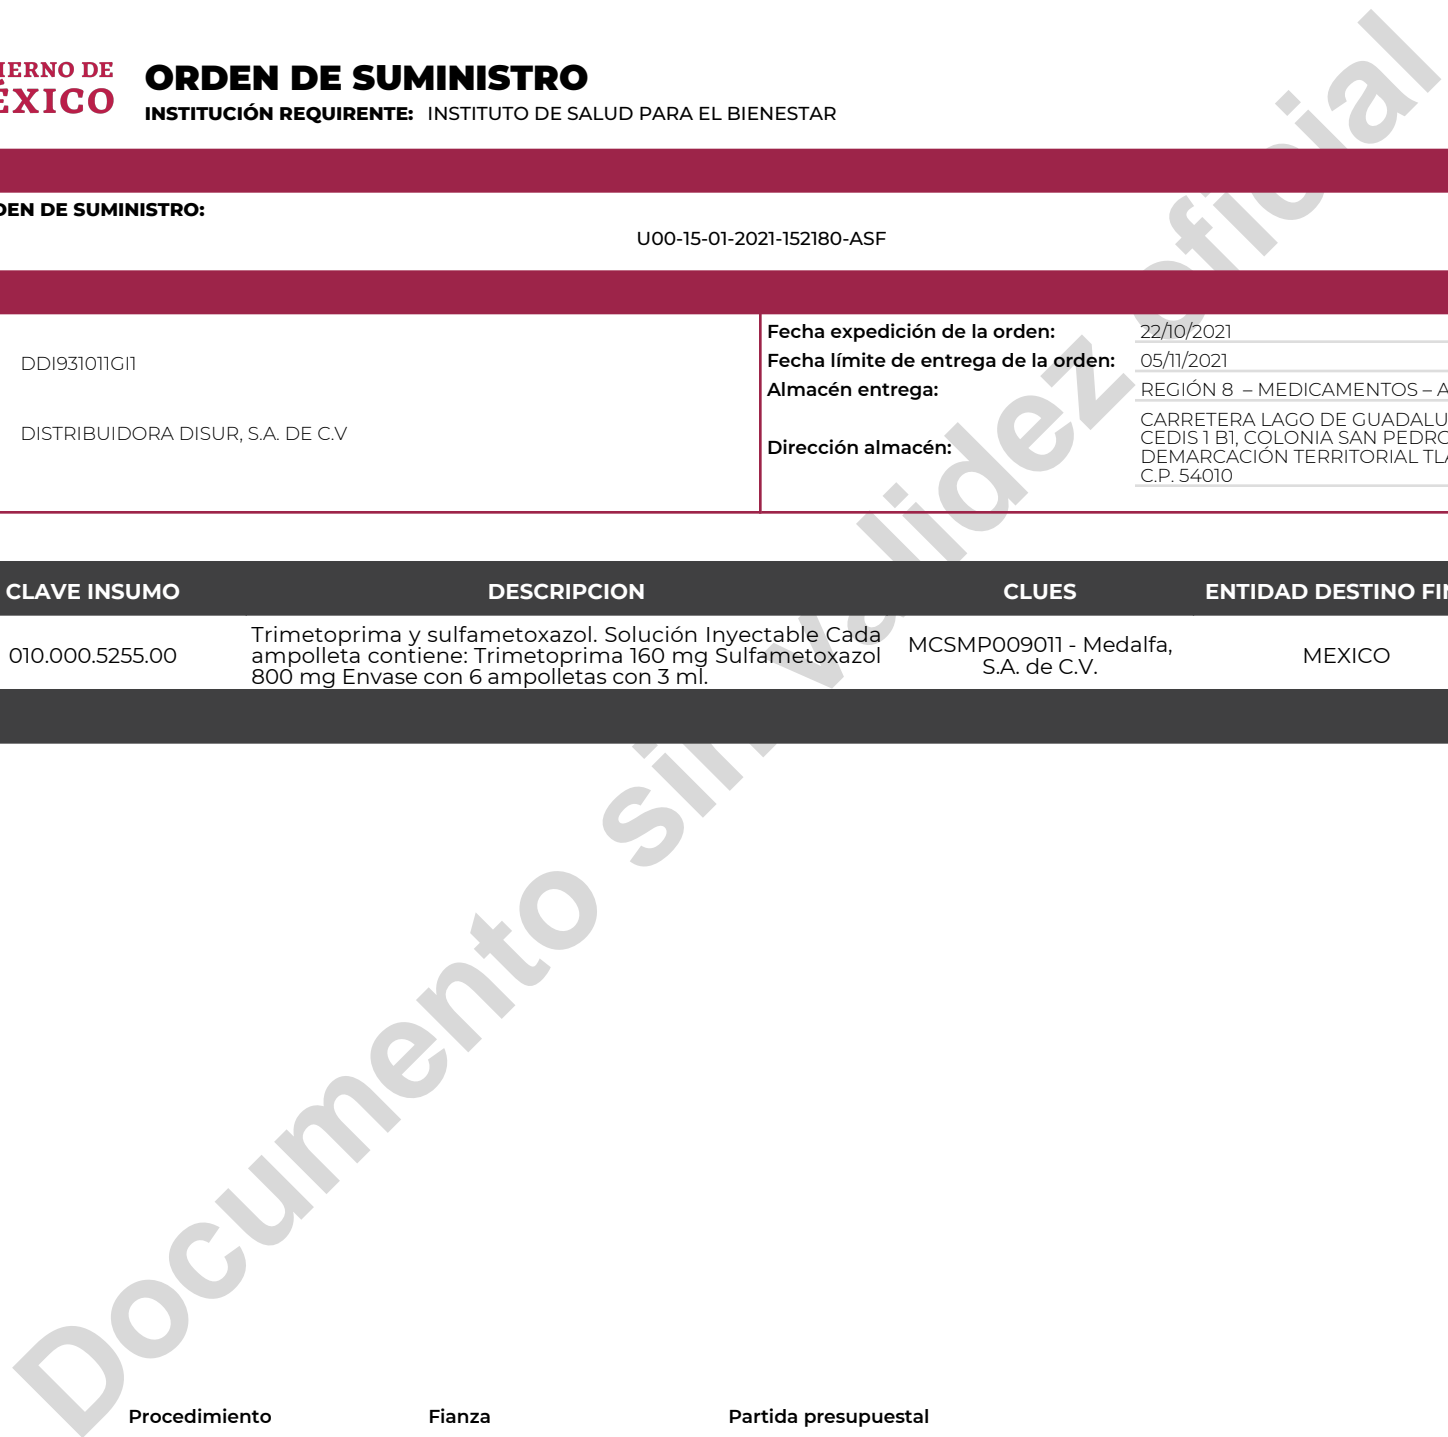 IERNO DE
ÉXICO
ORDEN DE SUMINISTRO
INSTITUCIÓN REQUIRENTE: INSTITUTO DE SALUD PARA EL BIENESTAR
DEN DE SUMINISTRO:
U00-15-01-2021-152180-ASF
DDI931011GI1
DISTRIBUIDORA DISUR, S.A. DE C.V
Fecha expedición de la orden: 22/10/2021
Fecha límite de entrega de la orden: 05/11/2021
Almacén entrega: REGIÓN 8 – MEDICAMENTOS – A
Dirección almacén:
CARRETERA LAGO DE GUADALU
CEDIS 1 B1, COLONIA SAN PEDRO
DEMARCACIÓN TERRITORIAL TLA
C.P. 54010
CLAVE INSUMO DESCRIPCION CLUES ENTIDAD DESTINO FIN
010.000.5255.00
Trimetoprima y sulfametoxazol. Solución Inyectable Cada
ampolleta contiene: Trimetoprima 160 mg Sulfametoxazol
800 mg Envase con 6 ampolletas con 3 ml.
MCSMP009011 - Medalfa,
S.A. de C.V.
MEXICO
Documento sin validez oficial
Procedimiento Fianza Partida presupuestal